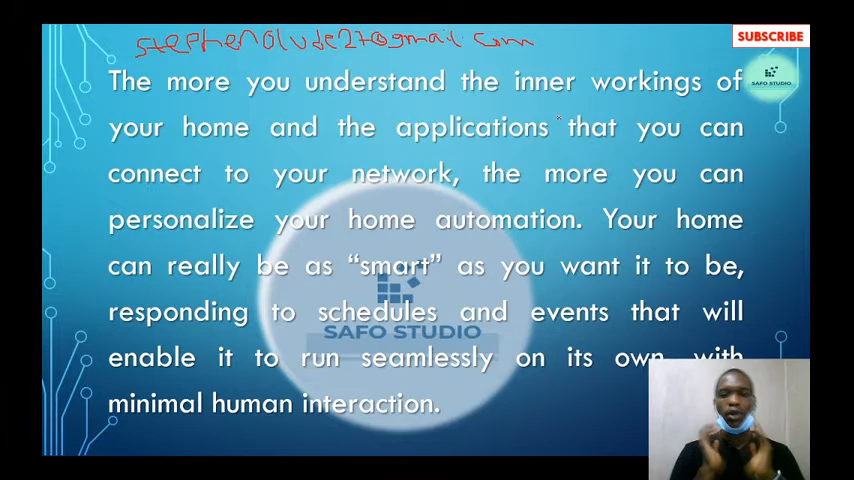 stephenolude27@gmail.com
SUBSCRIBE
SAFO STUDIO
The more you understand the inner workings of
your home and the applications that you can
connect to your network, the more you can
personalize your home automation. Your home
can really be as “smart” as you want it to be,
responding to schedules and events that will
SAFO STUDIO
enable it to run seamlessly on its own with
minimal human interaction.